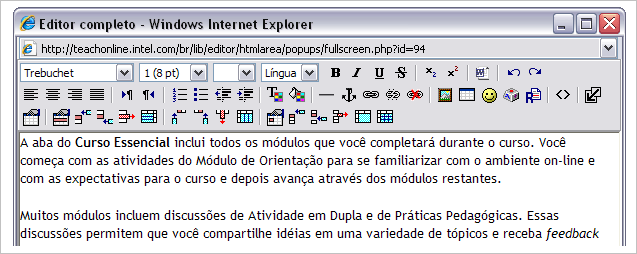 Editor completo - Windows Internet Explorer
http://teachonline.intel.com/br/lib/editor/htmlarea/popups/fullscreen.php?id=94
Trebuchet 1 (8 pt) Língua B I U S x₂ x² W
A aba do Curso Essencial inclui todos os módulos que você completará durante o curso. Você
começa com as atividades do Módulo de Orientação para se familiarizar com o ambiente on-line e
com as expectativas para o curso e depois avança através dos módulos restantes.
Muitos módulos incluem discussões de Atividade em Dupla e de Práticas Pedagógicas. Essas
discussões permitem que você compartilhe idéias em uma variedade de tópicos e receba feedback